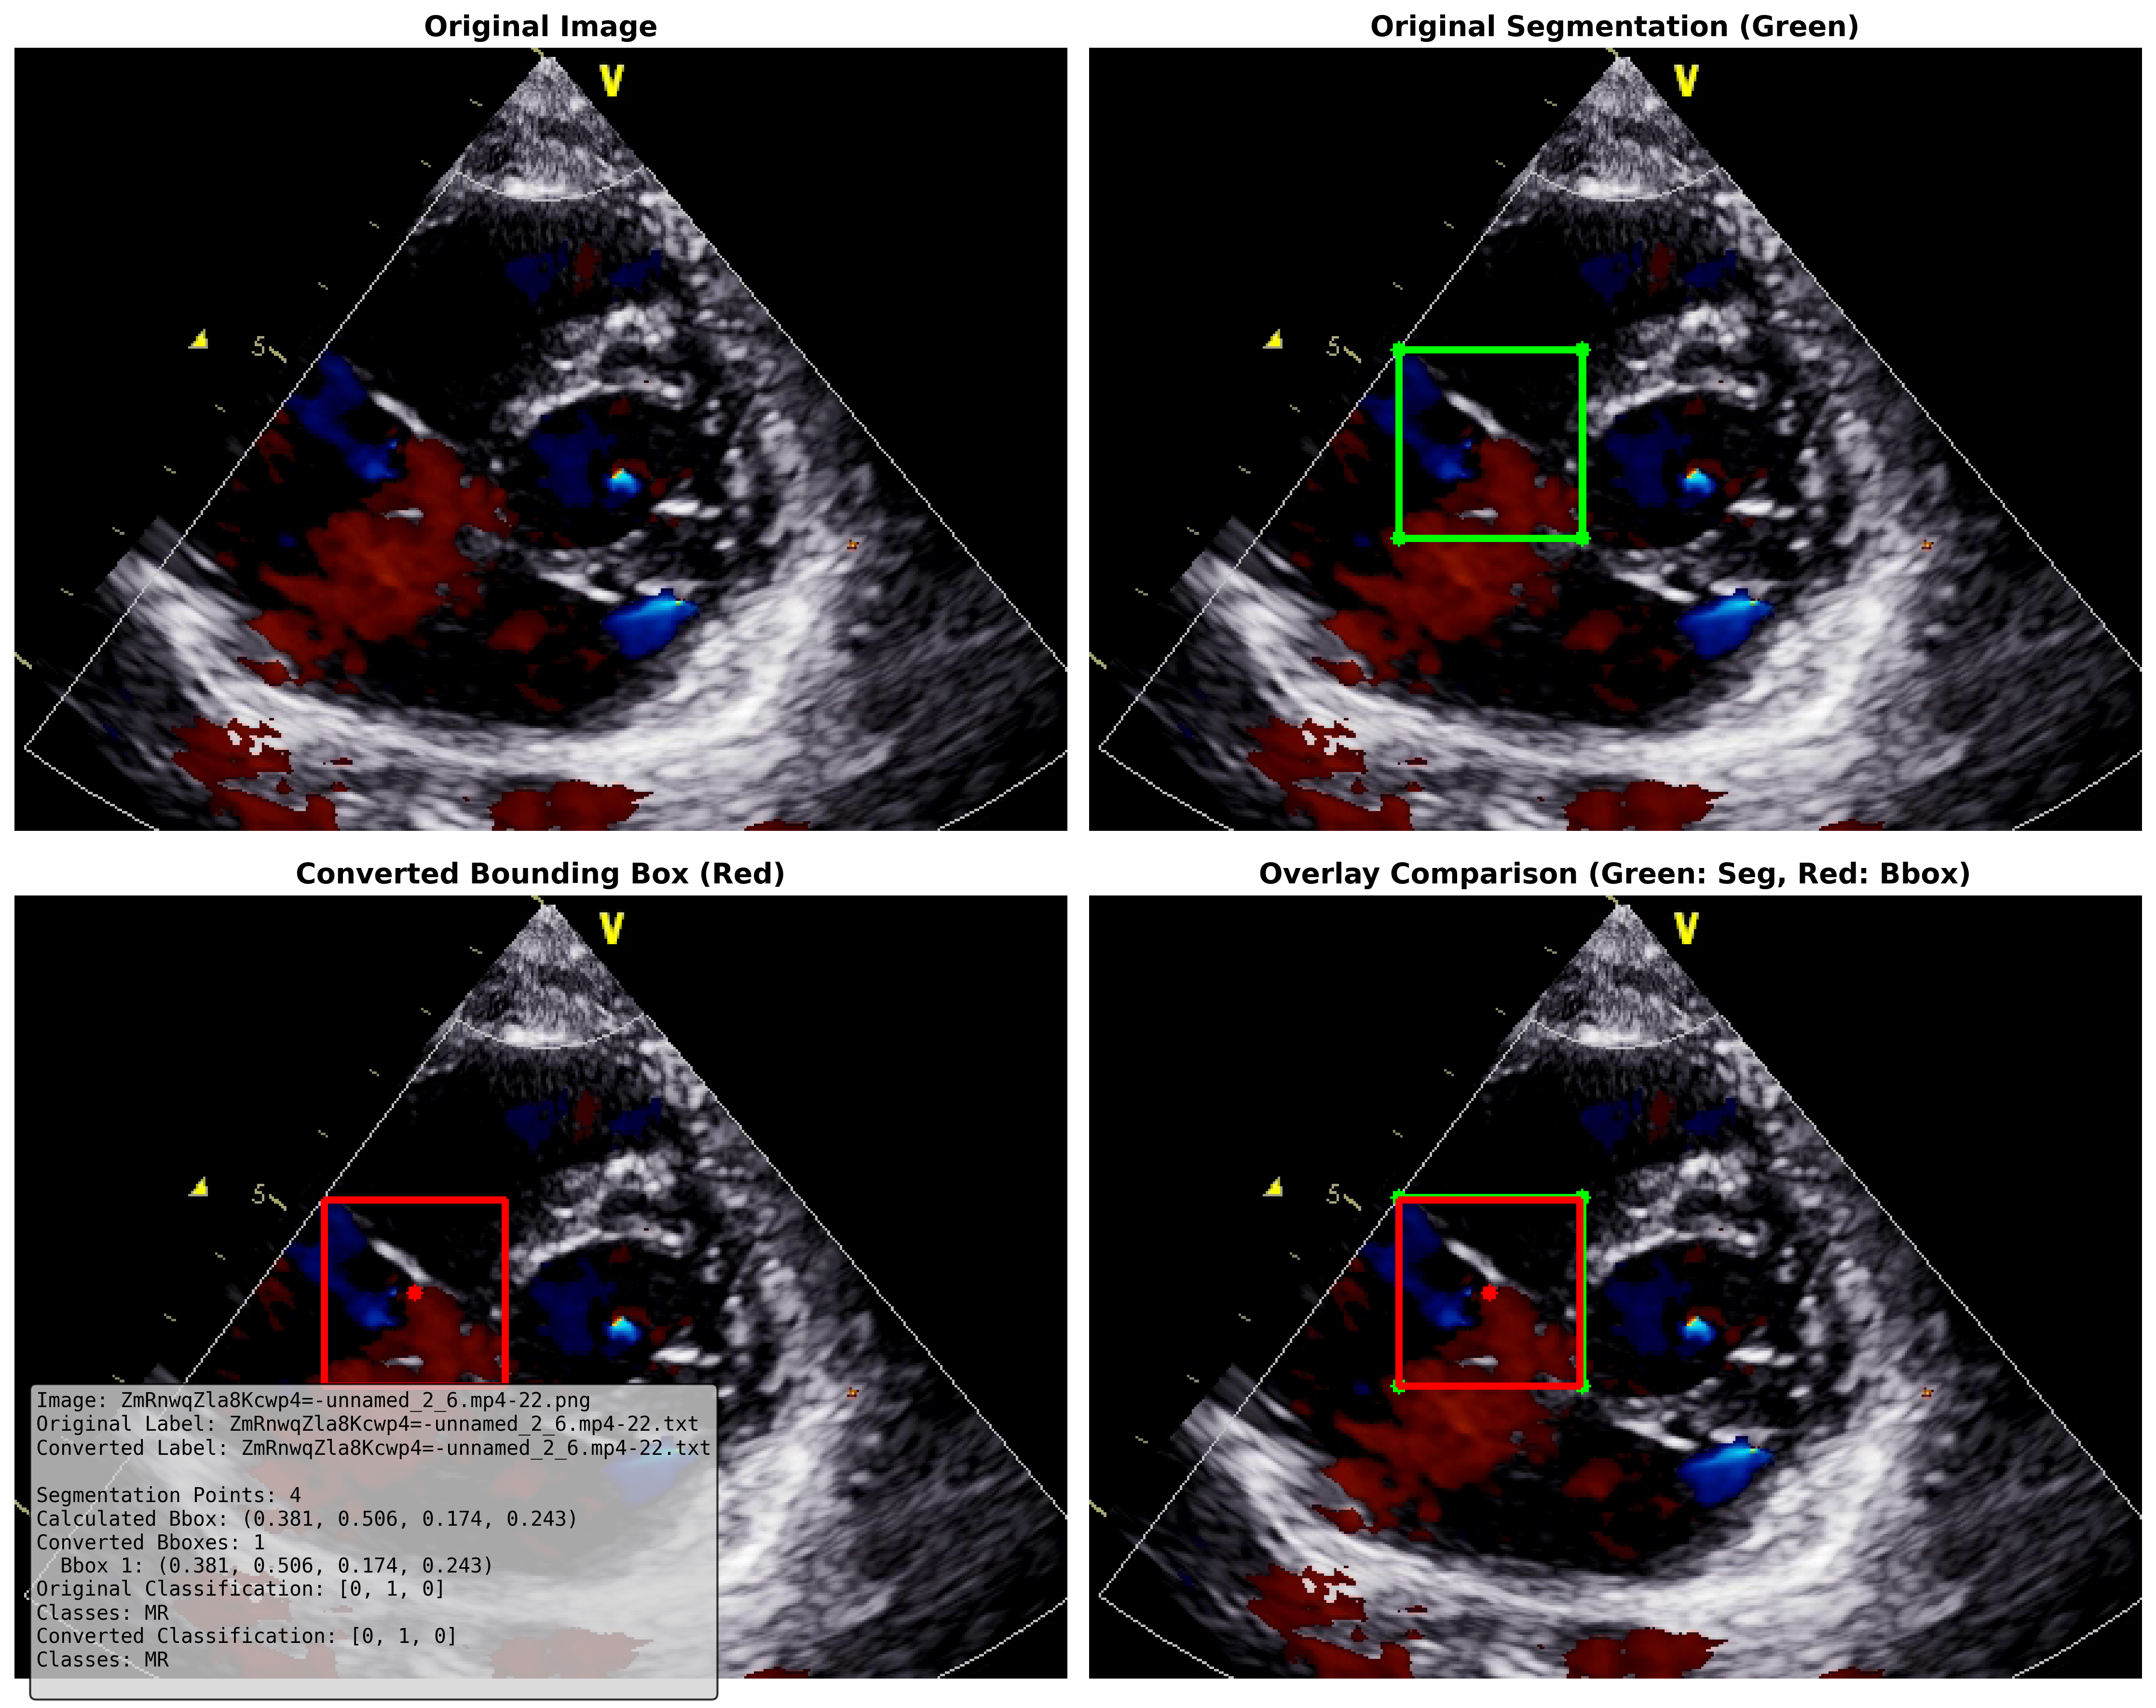 Original Image
Original Segmentation (Green)
V
5
V
5
Converted Bounding Box (Red)
Overlay Comparison (Green: Seg, Red: Bbox)
V
5
V
5
Image: ZmRnwqZla8Kcwp4=-unnamed_2_6.mp4-22.png
Original Label: ZmRnwqZla8Kcwp4=-unnamed_2_6.mp4-22.txt
Converted Label: ZmRnwqZla8Kcwp4=-unnamed_2_6.mp4-22.txt
Segmentation Points: 4
Calculated Bbox: (0.381, 0.506, 0.174, 0.243)
Converted Bboxes: 1
Bbox 1: (0.381, 0.506, 0.174, 0.243)
Original Classification: [0, 1, 0]
Classes: MR
Converted Classification: [0, 1, 0]
Classes: MR